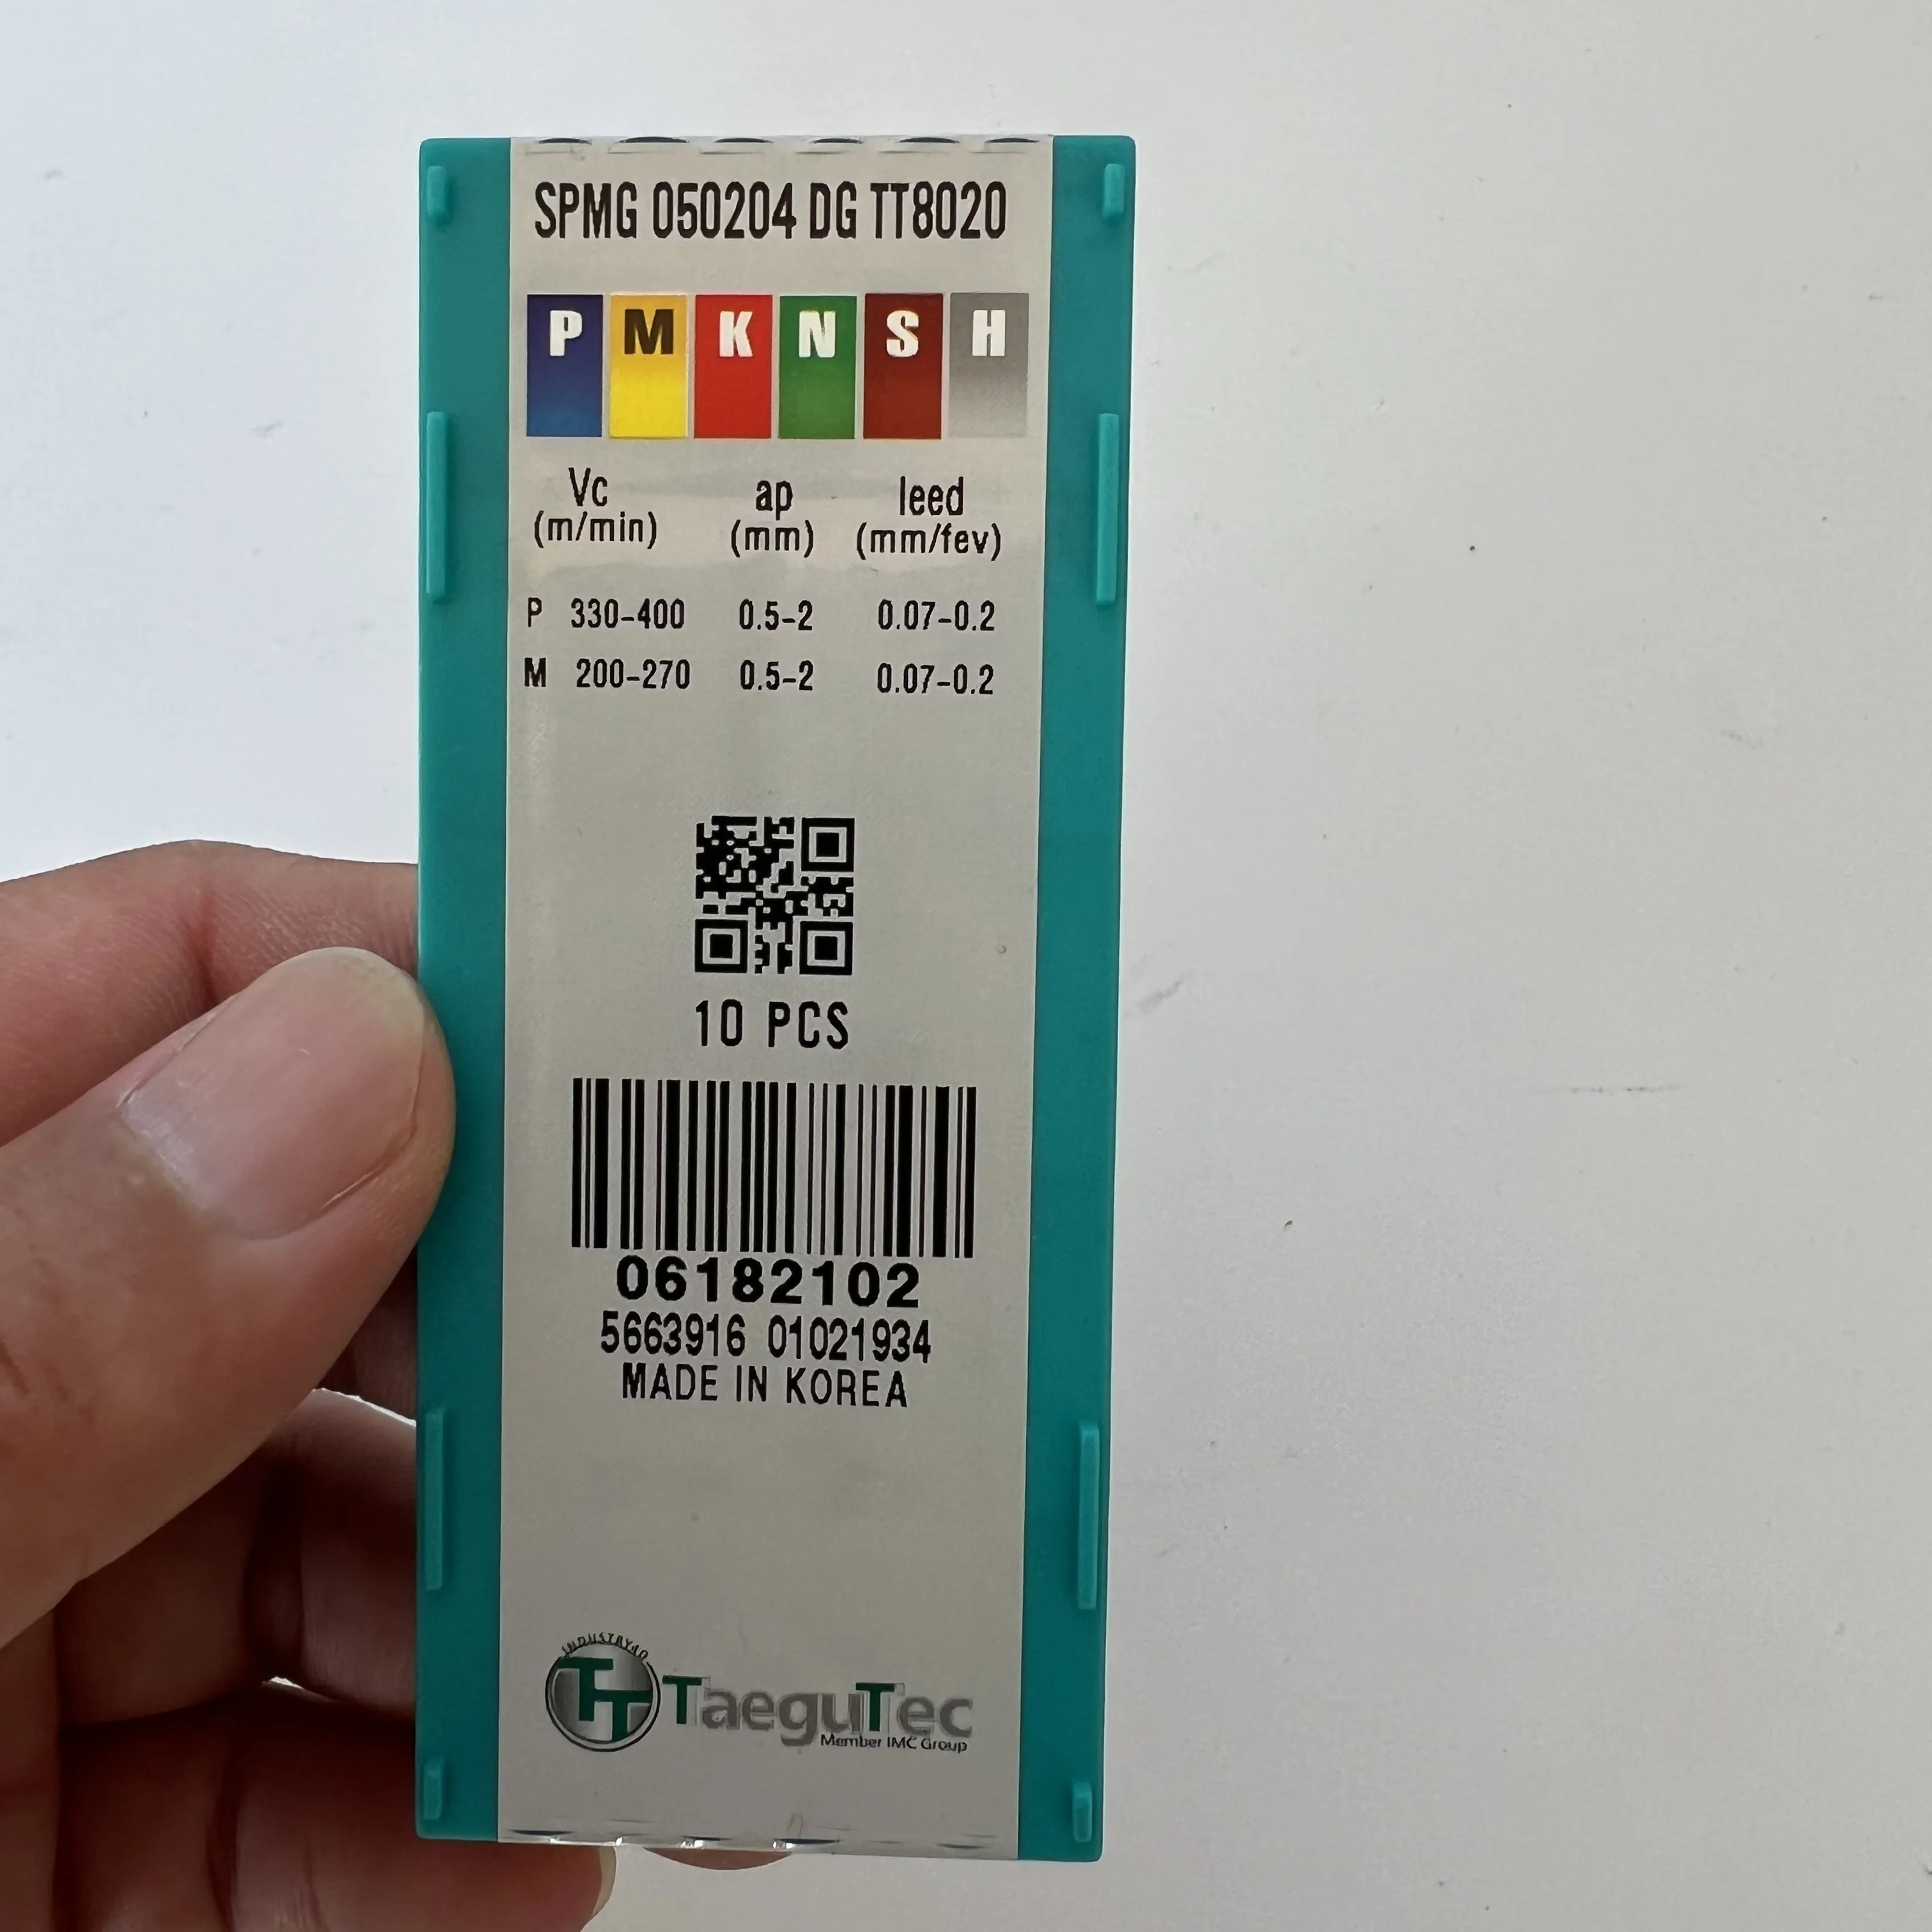 SPMG 050204 DG TT8020
P M K N S H
Vc ap leed
(m/min) (mm) (mm/fev)
P 330-400 0.5-2 0.07-0.2
M 200-270 0.5-2 0.07-0.2
10 PCS
06182102
5663916 01021934
MADE IN KOREA
INDUSTRY4.0
TT TaeguTec
Member IMC Group